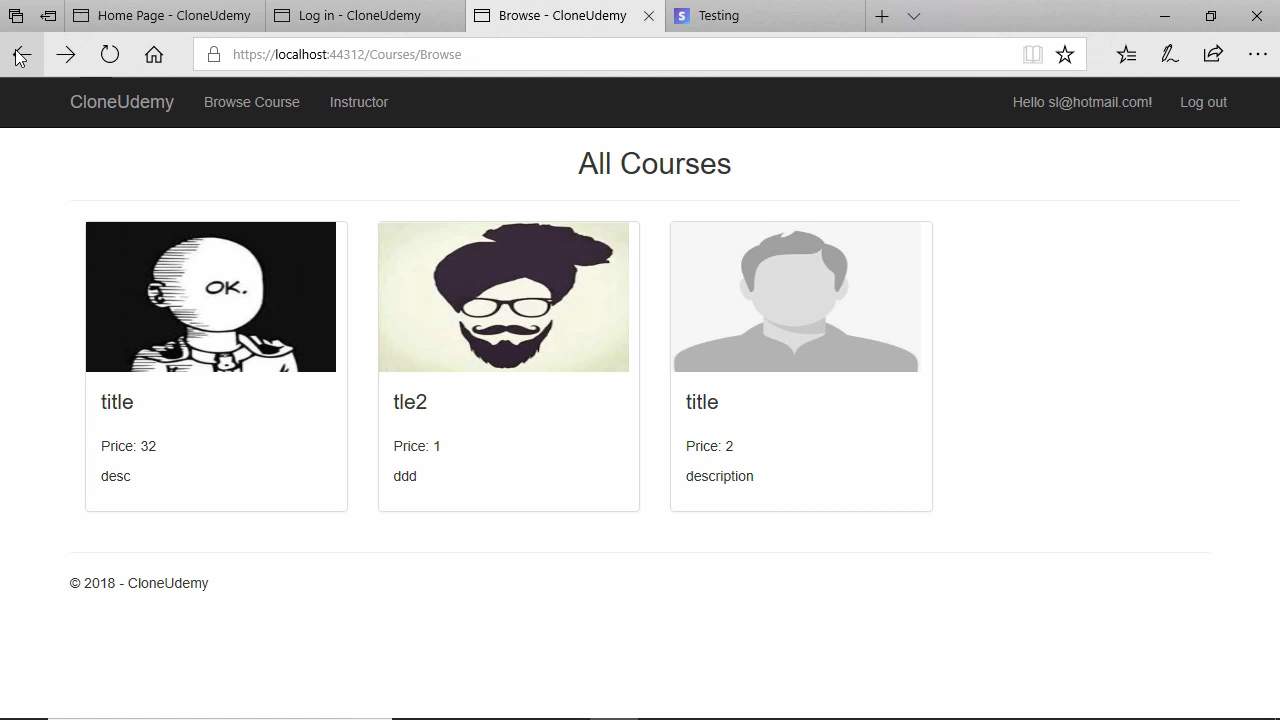 Home Page - CloneUdemy
Log in - CloneUdemy
Browse - CloneUdemy
S Testing
https://localhost:44312/Courses/Browse
CloneUdemy Browse Course Instructor Hello sl@hotmail.com! Log out
All Courses
OK.
title
Price: 32
desc
tle2
Price: 1
ddd
title
Price: 2
description
© 2018 - CloneUdemy